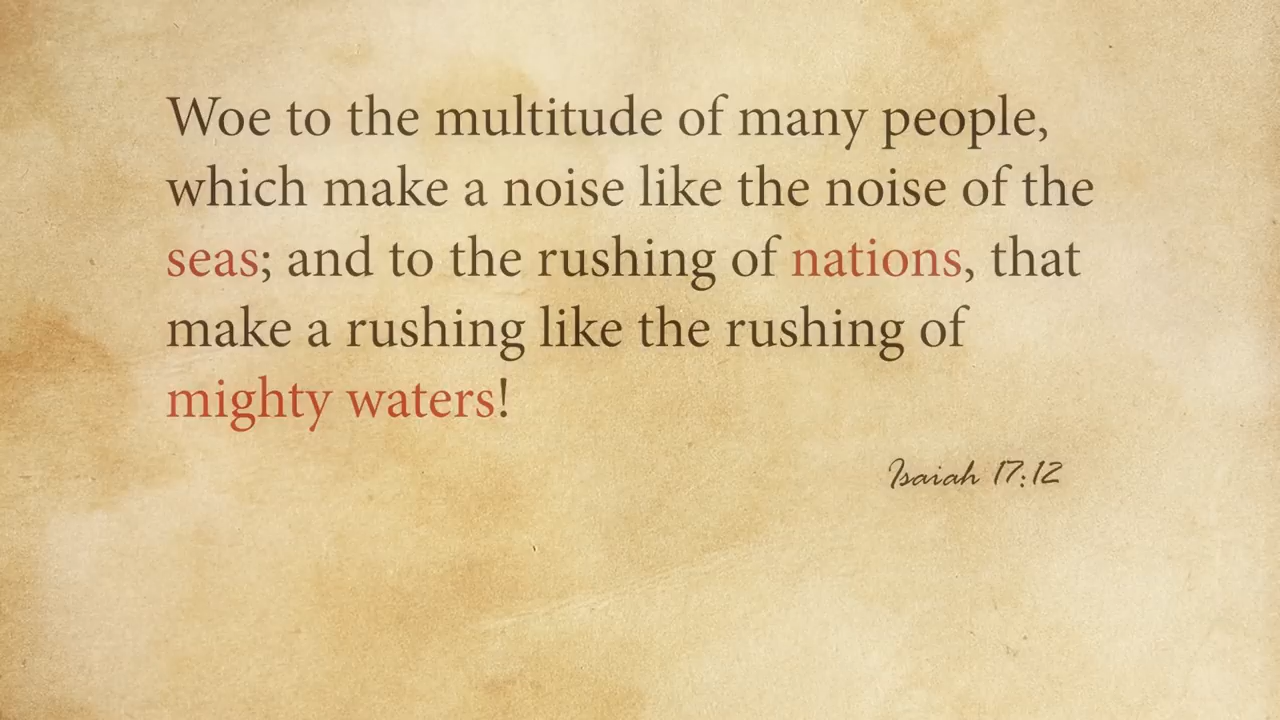 Woe to the multitude of many people,
which make a noise like the noise of the
seas; and to the rushing of nations, that
make a rushing like the rushing of
mighty waters!
Isaiah 17:12